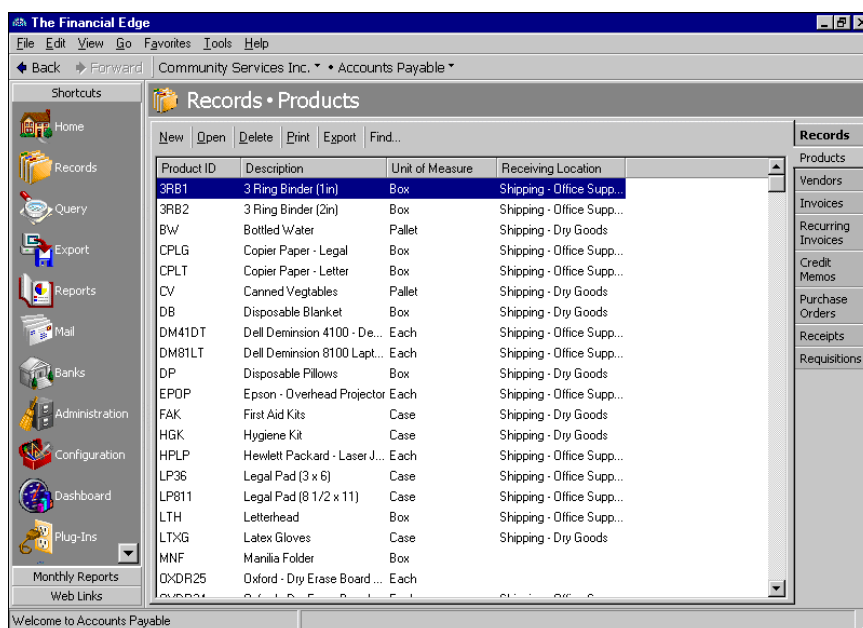 The Financial Edge
File Edit View Go Favorites Tools Help
Back Forward Community Services Inc. • Accounts Payable
Shortcuts
Home
Records
Query
Export
Reports
Mail
Banks
Administration
Configuration
Dashboard
Plug-Ins
Monthly Reports
Web Links
Records • Products
New Open Delete Print Export Find...
Product ID Description Unit of Measure Receiving Location
3RB1 3 Ring Binder (1in) Box Shipping - Office Supp...
3RB2 3 Ring Binder (2in) Box Shipping - Office Supp...
BW Bottled Water Pallet Shipping - Dry Goods
CPLG Copier Paper - Legal Box Shipping - Office Supp...
CPLT Copier Paper - Letter Box Shipping - Office Supp...
CV Canned Vegtables Pallet Shipping - Dry Goods
DB Disposable Blanket Box Shipping - Dry Goods
DM41DT Dell Deminsion 4100 - De... Each Shipping - Office Supp...
DM81LT Dell Deminsion 8100 Lapt... Each Shipping - Office Supp...
DP Disposable Pillows Box Shipping - Dry Goods
EPOP Epson - Overhead Projector Each Shipping - Office Supp...
FAK First Aid Kits Case Shipping - Dry Goods
HGK Hygiene Kit Case Shipping - Dry Goods
HPLP Hewlett Packard - Laser J... Each Shipping - Office Supp...
LP36 Legal Pad (3 x 6) Case Shipping - Office Supp...
LP811 Legal Pad (8 1/2 x 11) Case Shipping - Office Supp...
LTH Letterhead Box Shipping - Office Supp...
LTXG Latex Gloves Case Shipping - Dry Goods
MNF Manilia Folder Box
OXDR25 Oxford - Dry Erase Board ... Each
Records
Products
Vendors
Invoices
Recurring
Invoices
Credit
Memos
Purchase
Orders
Receipts
Requisitions
Welcome to Accounts Payable